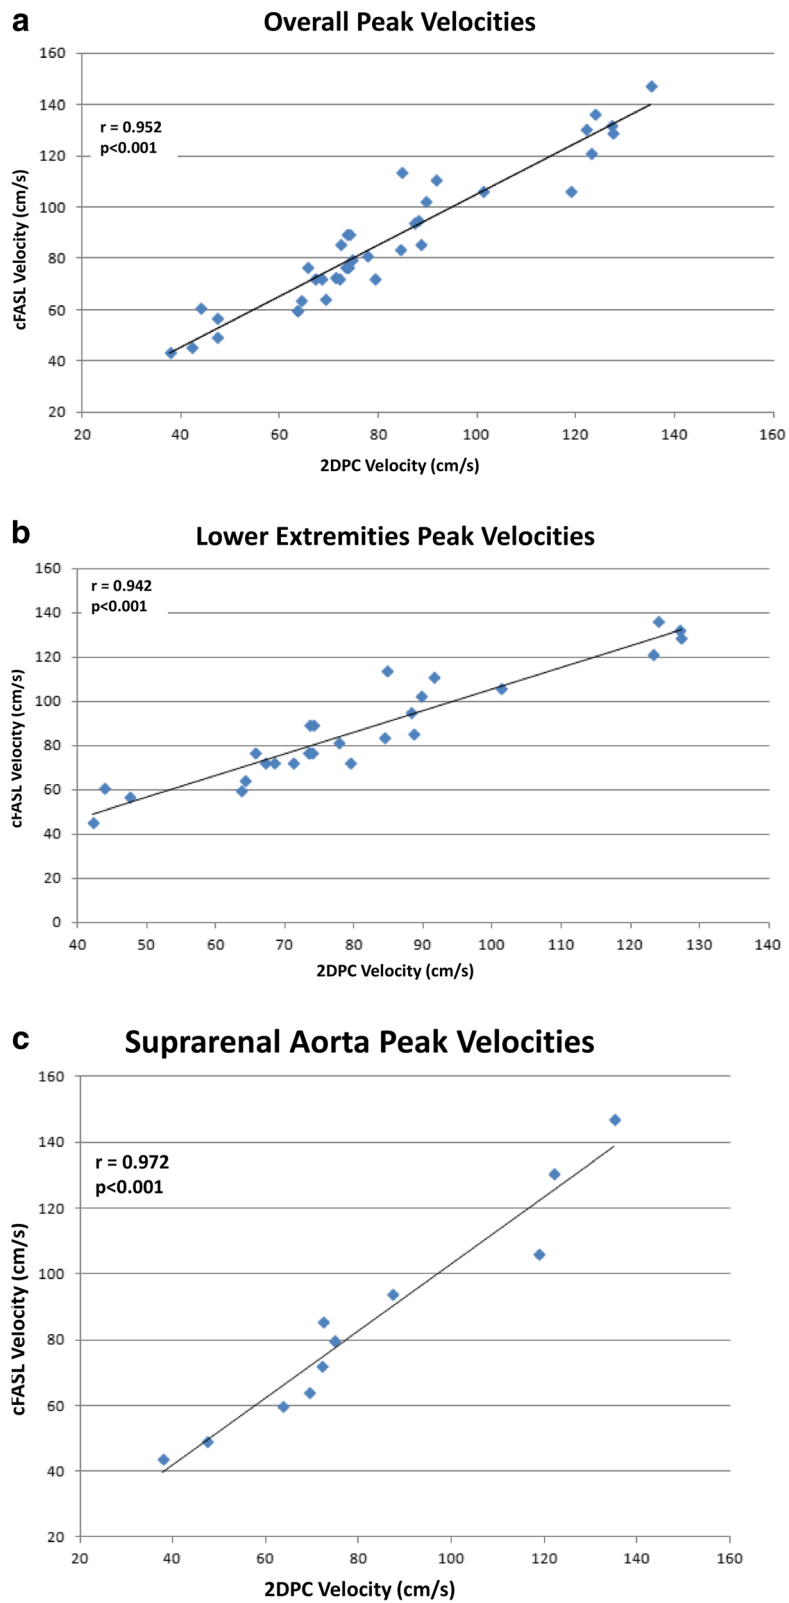 a
Overall Peak Velocities
160
140
120
100
80
60
40
20
r = 0.952
p<0.001
cFASL Velocity (cm/s)
20 40 60 80 100 120 140 160
2DPC Velocity (cm/s)
b
Lower Extremities Peak Velocities
160
140
120
100
80
60
40
20
0
r = 0.942
p<0.001
cFASL Velocity (cm/s)
40 50 60 70 80 90 100 110 120 130 140
2DPC Velocity (cm/s)
c
Suprarenal Aorta Peak Velocities
160
140
120
100
80
60
40
20
r = 0.972
p<0.001
cFASL Velocity (cm/s)
20 40 60 80 100 120 140 160
2DPC Velocity (cm/s)